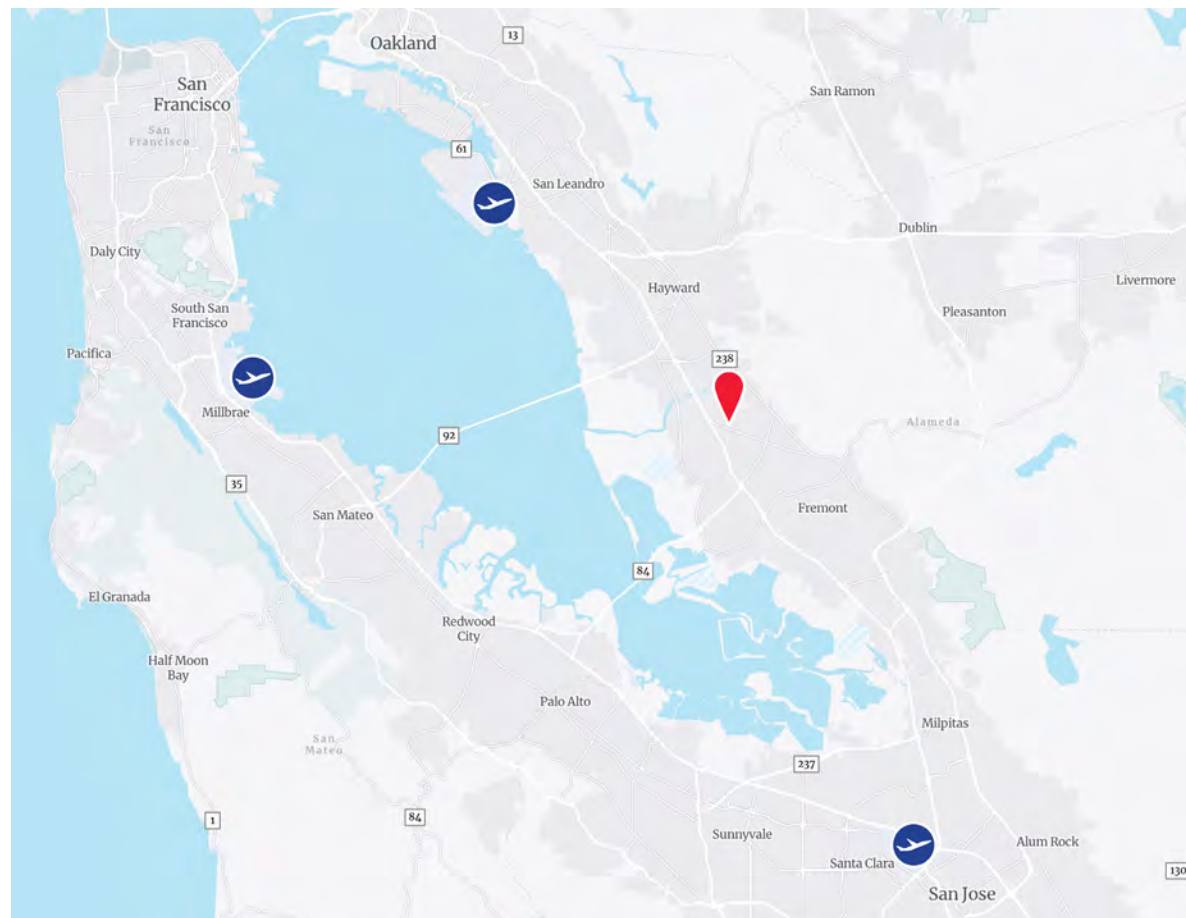 Oakland
13
San
Francisco
San Ramon
San
Francisco
61
San Leandro
Dublin
Daly City
Livermore
Hayward
South San
Francisco
Pleasanton
Pacifica
238
Millbrae
Alameda
92
35
San Mateo
Fremont
84
El Granada
Redwood
City
Half Moon
Bay
Palo Alto
Milpitas
San
Mateo
237
1
84
Sunnyvale
Alum Rock
Santa Clara
130
San Jose